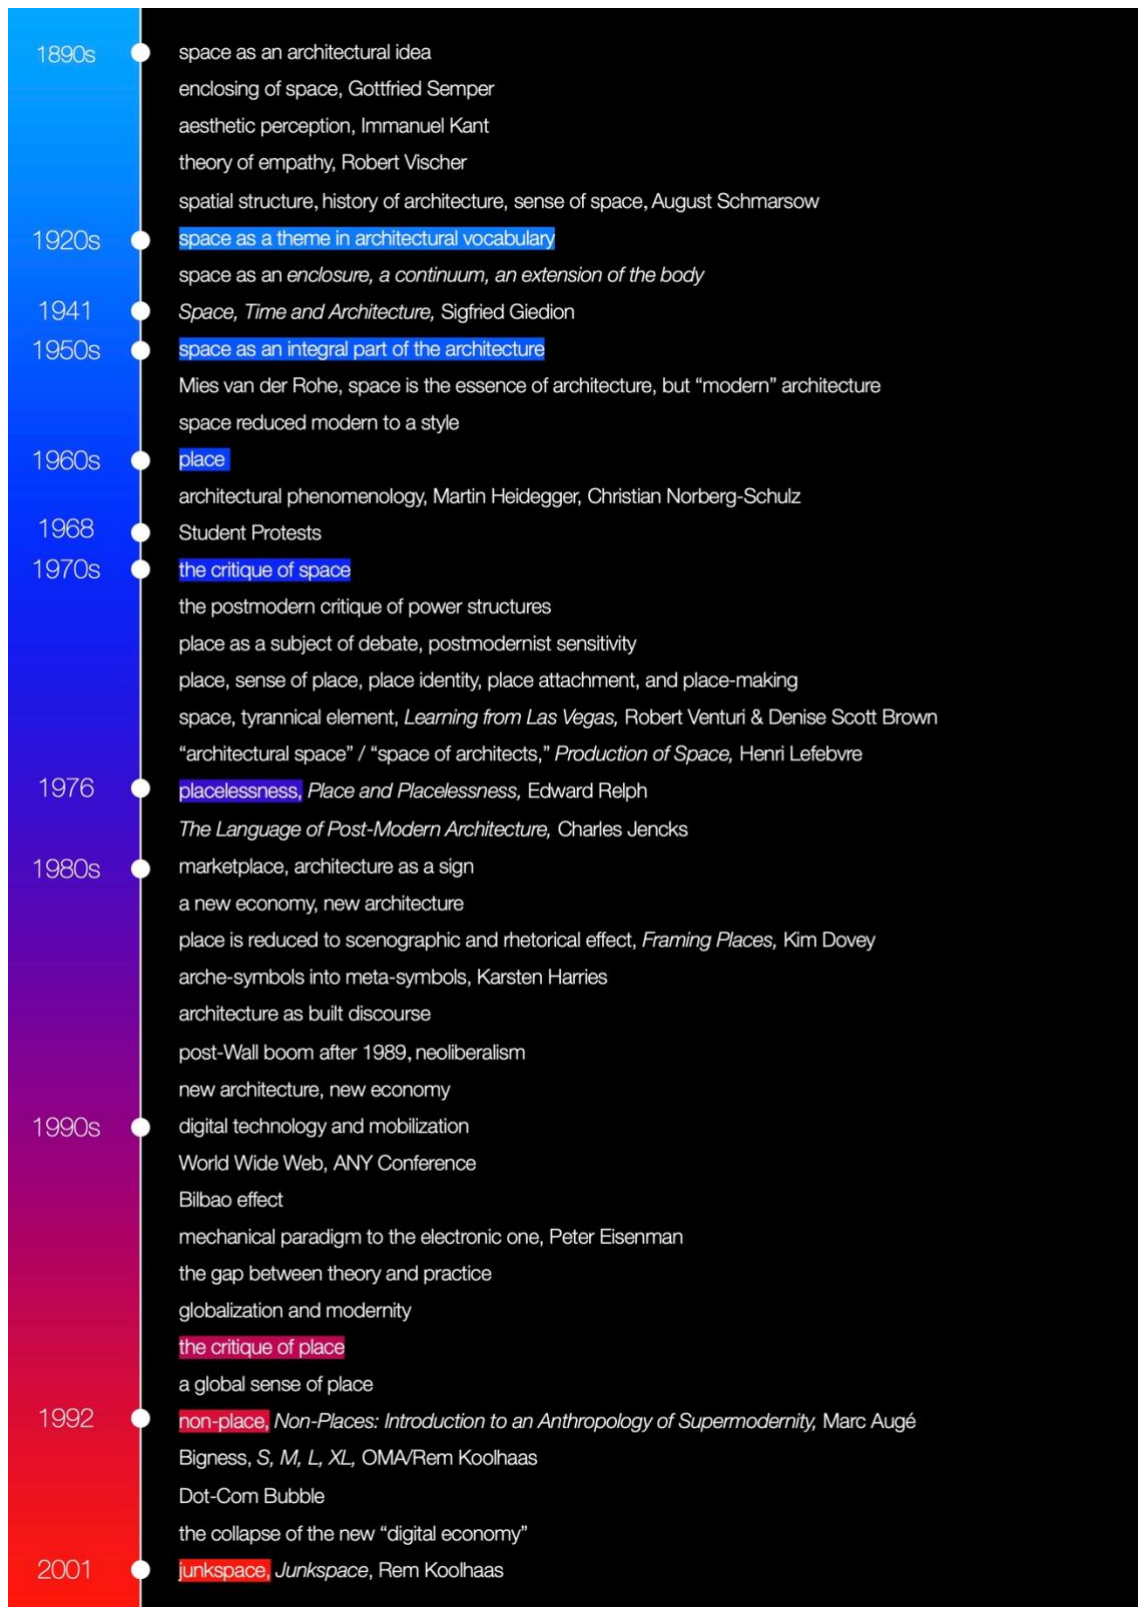 1890s space as an architectural idea
enclosing of space, Gottfried Semper
aesthetic perception, Immanuel Kant
theory of empathy, Robert Vischer
spatial structure, history of architecture, sense of space, August Schmarsow
1920s space as a theme in architectural vocabulary
space as an enclosure, a continuum, an extension of the body
1941 Space, Time and Architecture, Sigfried Giedion
1950s space as an integral part of the architecture
Mies van der Rohe, space is the essence of architecture, but “modern” architecture
space reduced modern to a style
1960s place
architectural phenomenology, Martin Heidegger, Christian Norberg-Schulz
1968 Student Protests
1970s the critique of space
the postmodern critique of power structures
place as a subject of debate, postmodernist sensitivity
place, sense of place, place identity, place attachment, and place-making
space, tyrannical element, Learning from Las Vegas, Robert Venturi & Denise Scott Brown
“architectural space” / “space of architects,” Production of Space, Henri Lefebvre
1976 placelessness, Place and Placelessness, Edward Relph
The Language of Post-Modern Architecture, Charles Jencks
1980s marketplace, architecture as a sign
a new economy, new architecture
place is reduced to scenographic and rhetorical effect, Framing Places, Kim Dovey
arche-symbols into meta-symbols, Karsten Harries
architecture as built discourse
post-Wall boom after 1989, neoliberalism
new architecture, new economy
1990s digital technology and mobilization
World Wide Web, ANY Conference
Bilbao effect
mechanical paradigm to the electronic one, Peter Eisenman
the gap between theory and practice
globalization and modernity
the critique of place
a global sense of place
1992 non-place, Non-Places: Introduction to an Anthropology of Supermodernity, Marc Augé
Bigness, S, M, L, XL, OMA/Rem Koolhaas
Dot-Com Bubble
the collapse of the new “digital economy”
2001 junkspace, Junkspace, Rem Koolhaas